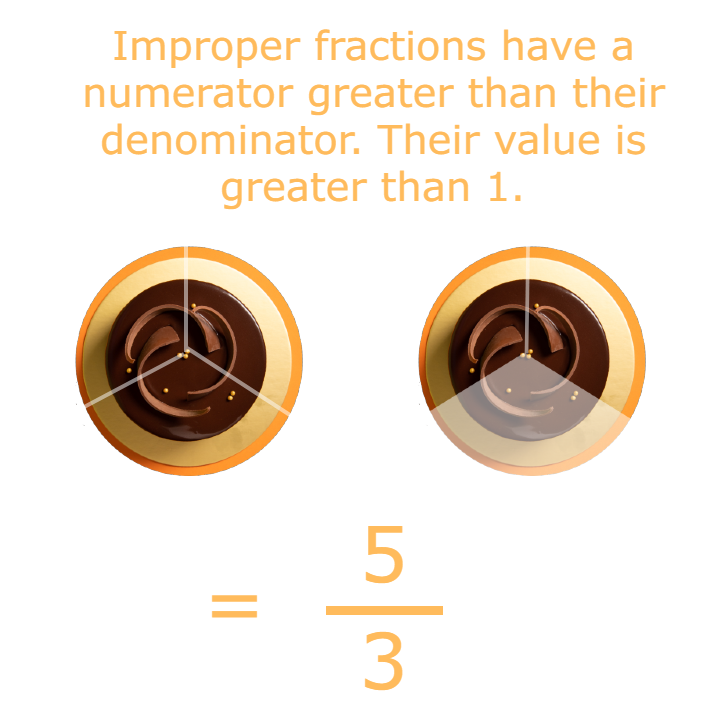 Improper fractions have a
numerator greater than their
denominator. Their value is
greater than 1.
5
=
3